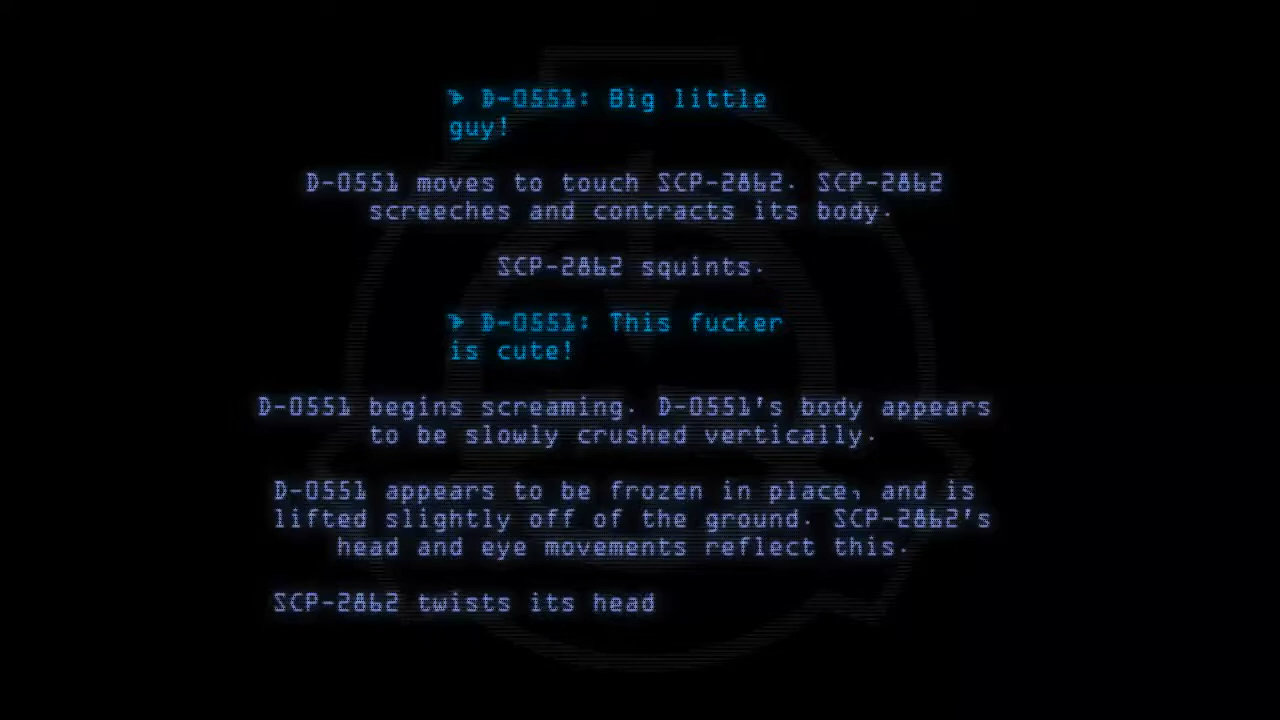 > D-0551: Big little
guy!
D-0551 moves to touch SCP-2862. SCP-2862
screeches and contracts its body.
SCP-2862 squints.
> D-0551: This fucker
is cute!
D-0551 begins screaming. D-0551's body appears
to be slowly crushed vertically.
D-0551 appears to be frozen in place, and is
lifted slightly off of the ground. SCP-2862's
head and eye movements reflect this.
SCP-2862 twists its head